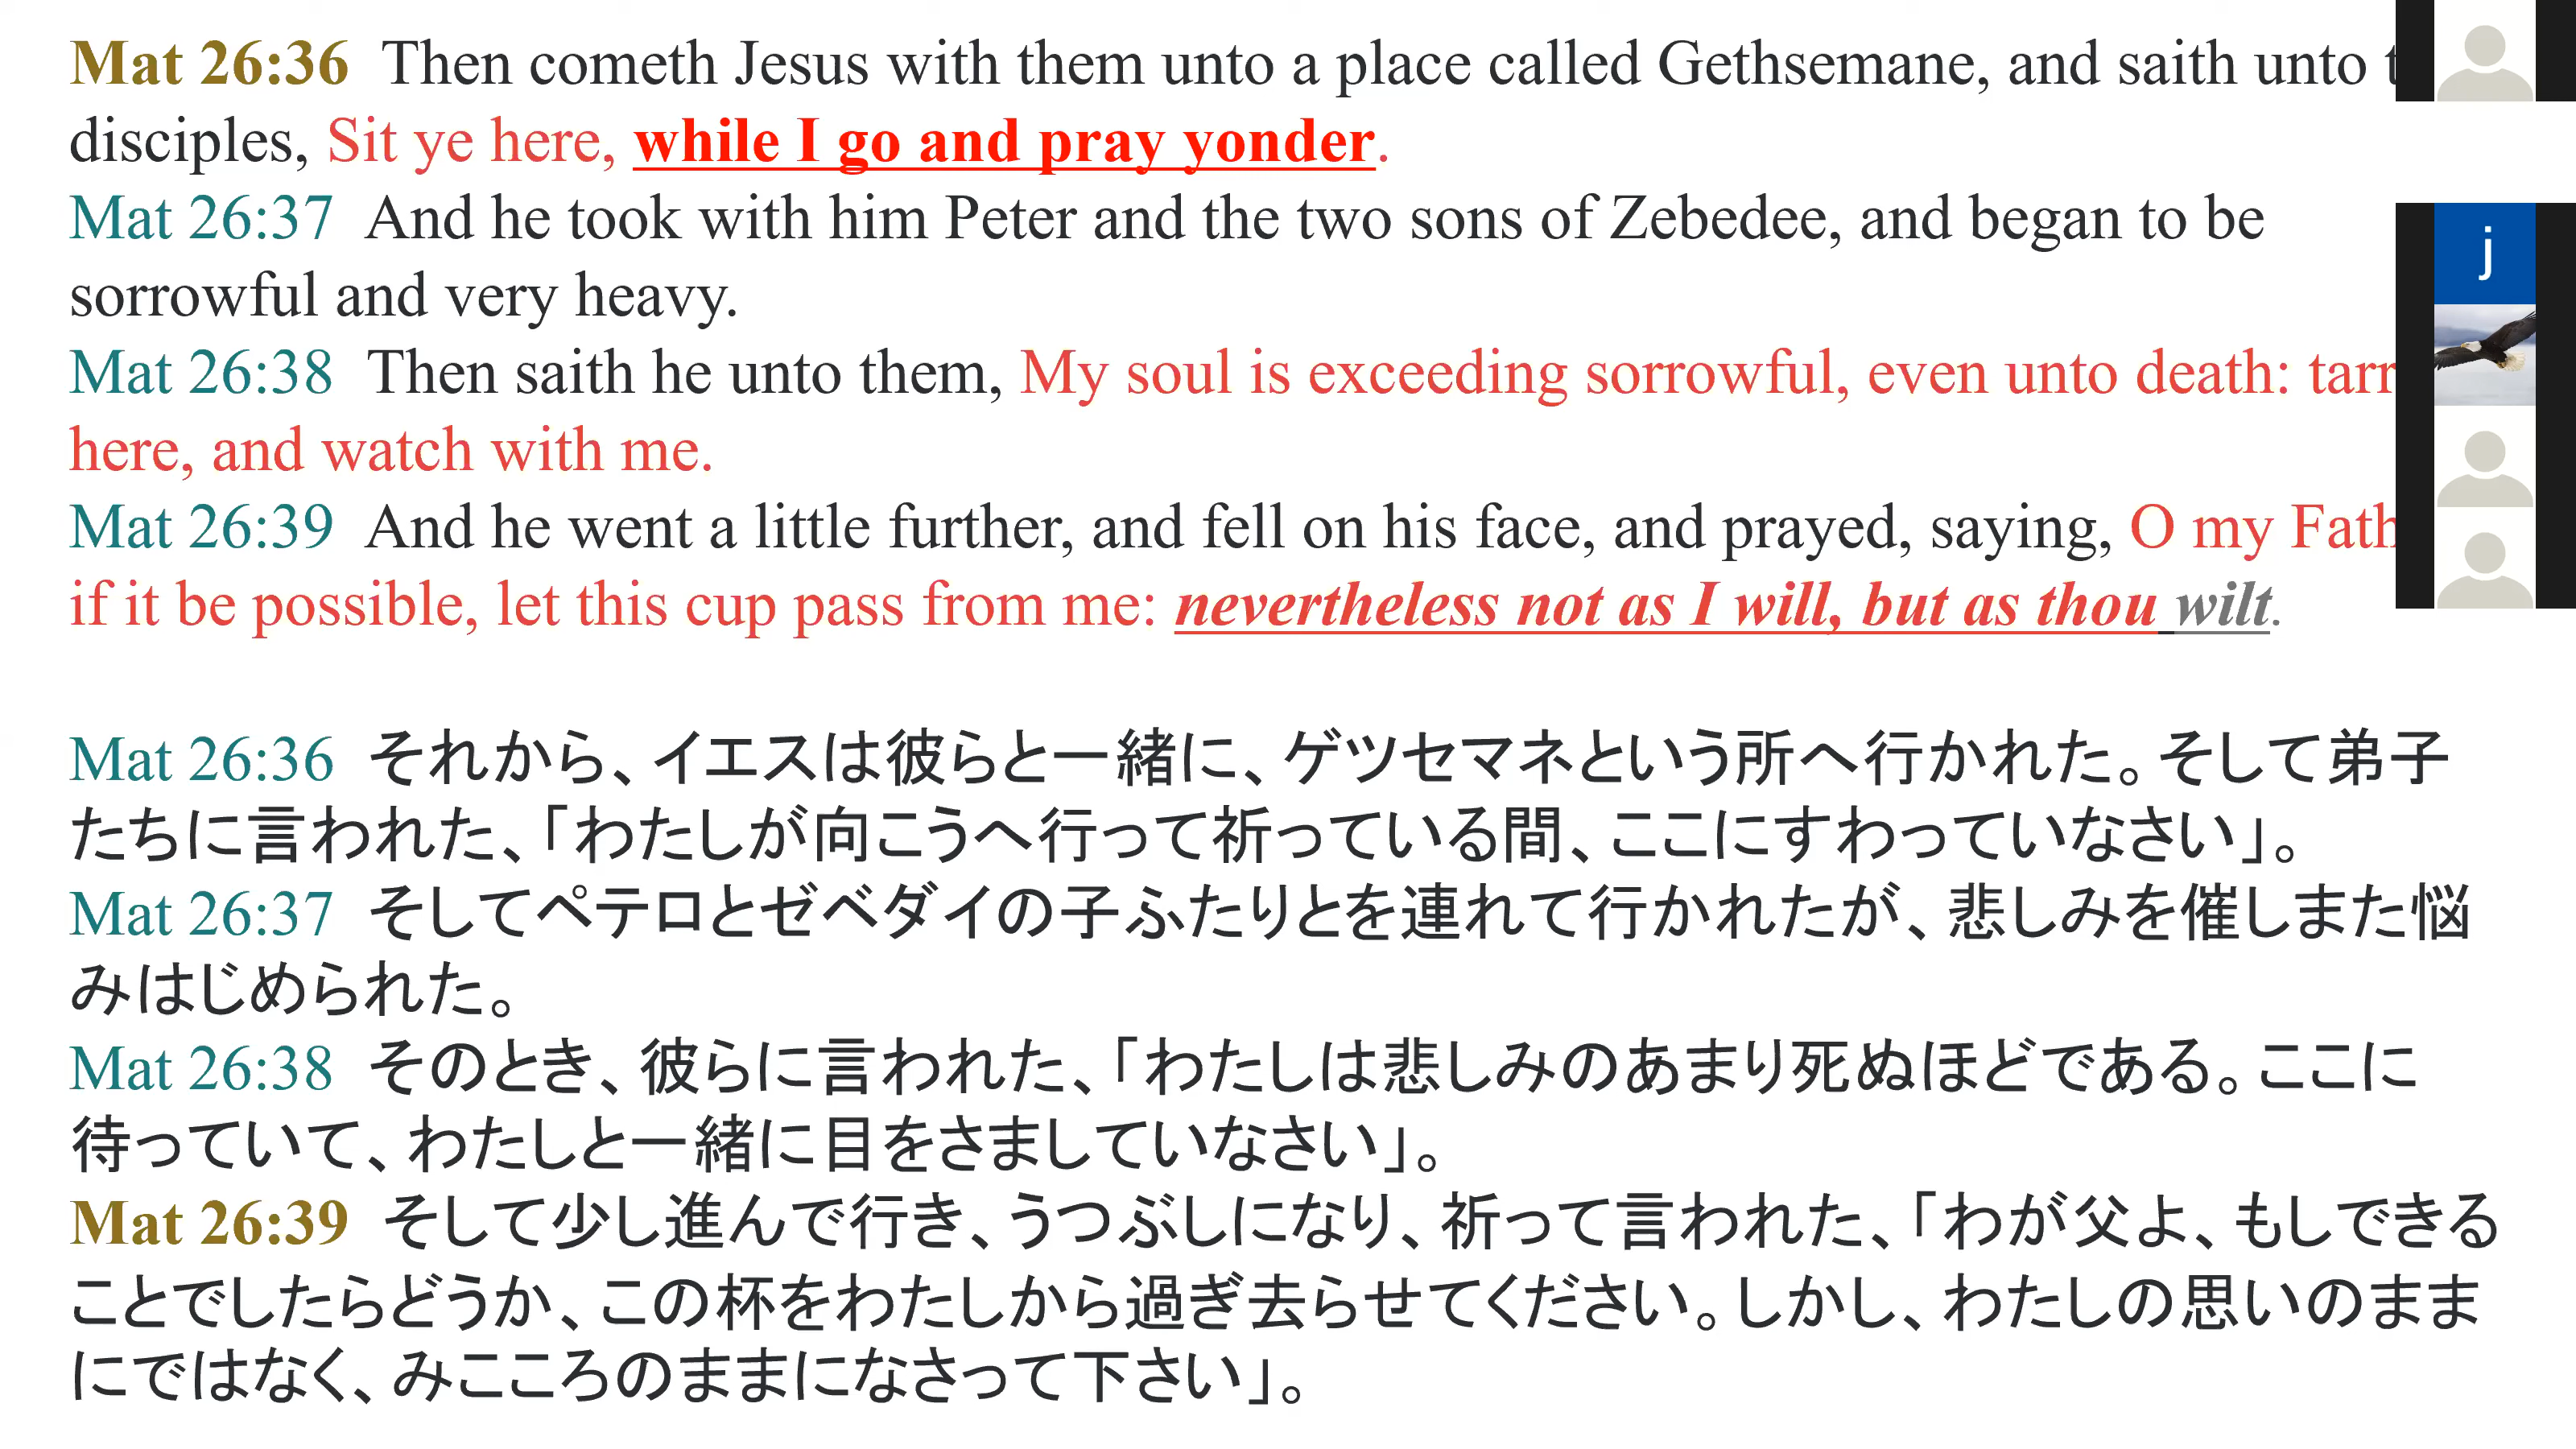 Mat 26:36 Then cometh Jesus with them unto a place called Gethsemane, and saith unto
disciples, Sit ye here, while I go and pray yonder.
Mat 26:37 And he took with him Peter and the two sons of Zebedee, and began to be
sorrowful and very heavy.
Mat 26:38 Then saith he unto them, My soul is exceeding sorrowful, even unto death: tarr
here, and watch with me.
Mat 26:39 And he went a little further, and fell on his face, and prayed, saying, O my Fath
if it be possible, let this cup pass from me: nevertheless not as I will, but as thou wilt.
j
Mat 26:36 それから、イエスは彼らと一緒に、ゲツセマネという所へ行かれた。そして弟子
たちに言われた、「わたしが向こうへ行って祈っている間、ここにすわっていなさい」。
Mat 26:37 そしてペテロとゼベダイの子ふたりとを連れて行かれたが、悲しみを催しまた悩
みはじめられた。
Mat 26:38 そのとき、彼らに言われた、「わたしは悲しみのあまり死ぬほどである。ここに
待っていて、わたしと一緒に目をさましていなさい」。
Mat 26:39 そして少し進んで行き、うつぶしになり、祈って言われた、「わが父よ、もしできる
ことでしたらどうか、この杯をわたしから過ぎ去らせてください。しかし、わたしの思いのまま
にではなく、みこころのままになさって下さい」。